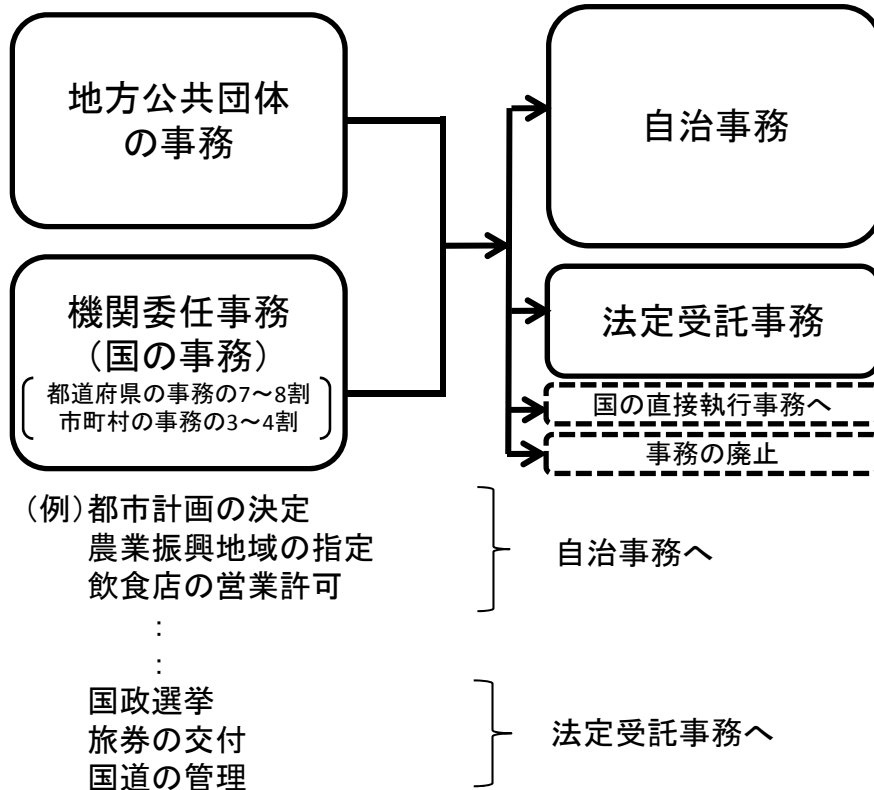 地方公共団体
の事務
自治事務
機関委任事務
（国の事務）
都道府県の事務の7～8割
市町村の事務の3～4割
法定受託事務
国の直接執行事務へ
事務の廃止
（例）都市計画の決定
農業振興地域の指定
飲食店の営業許可
：
：
自治事務へ
国政選挙
旅券の交付
国道の管理
法定受託事務へ